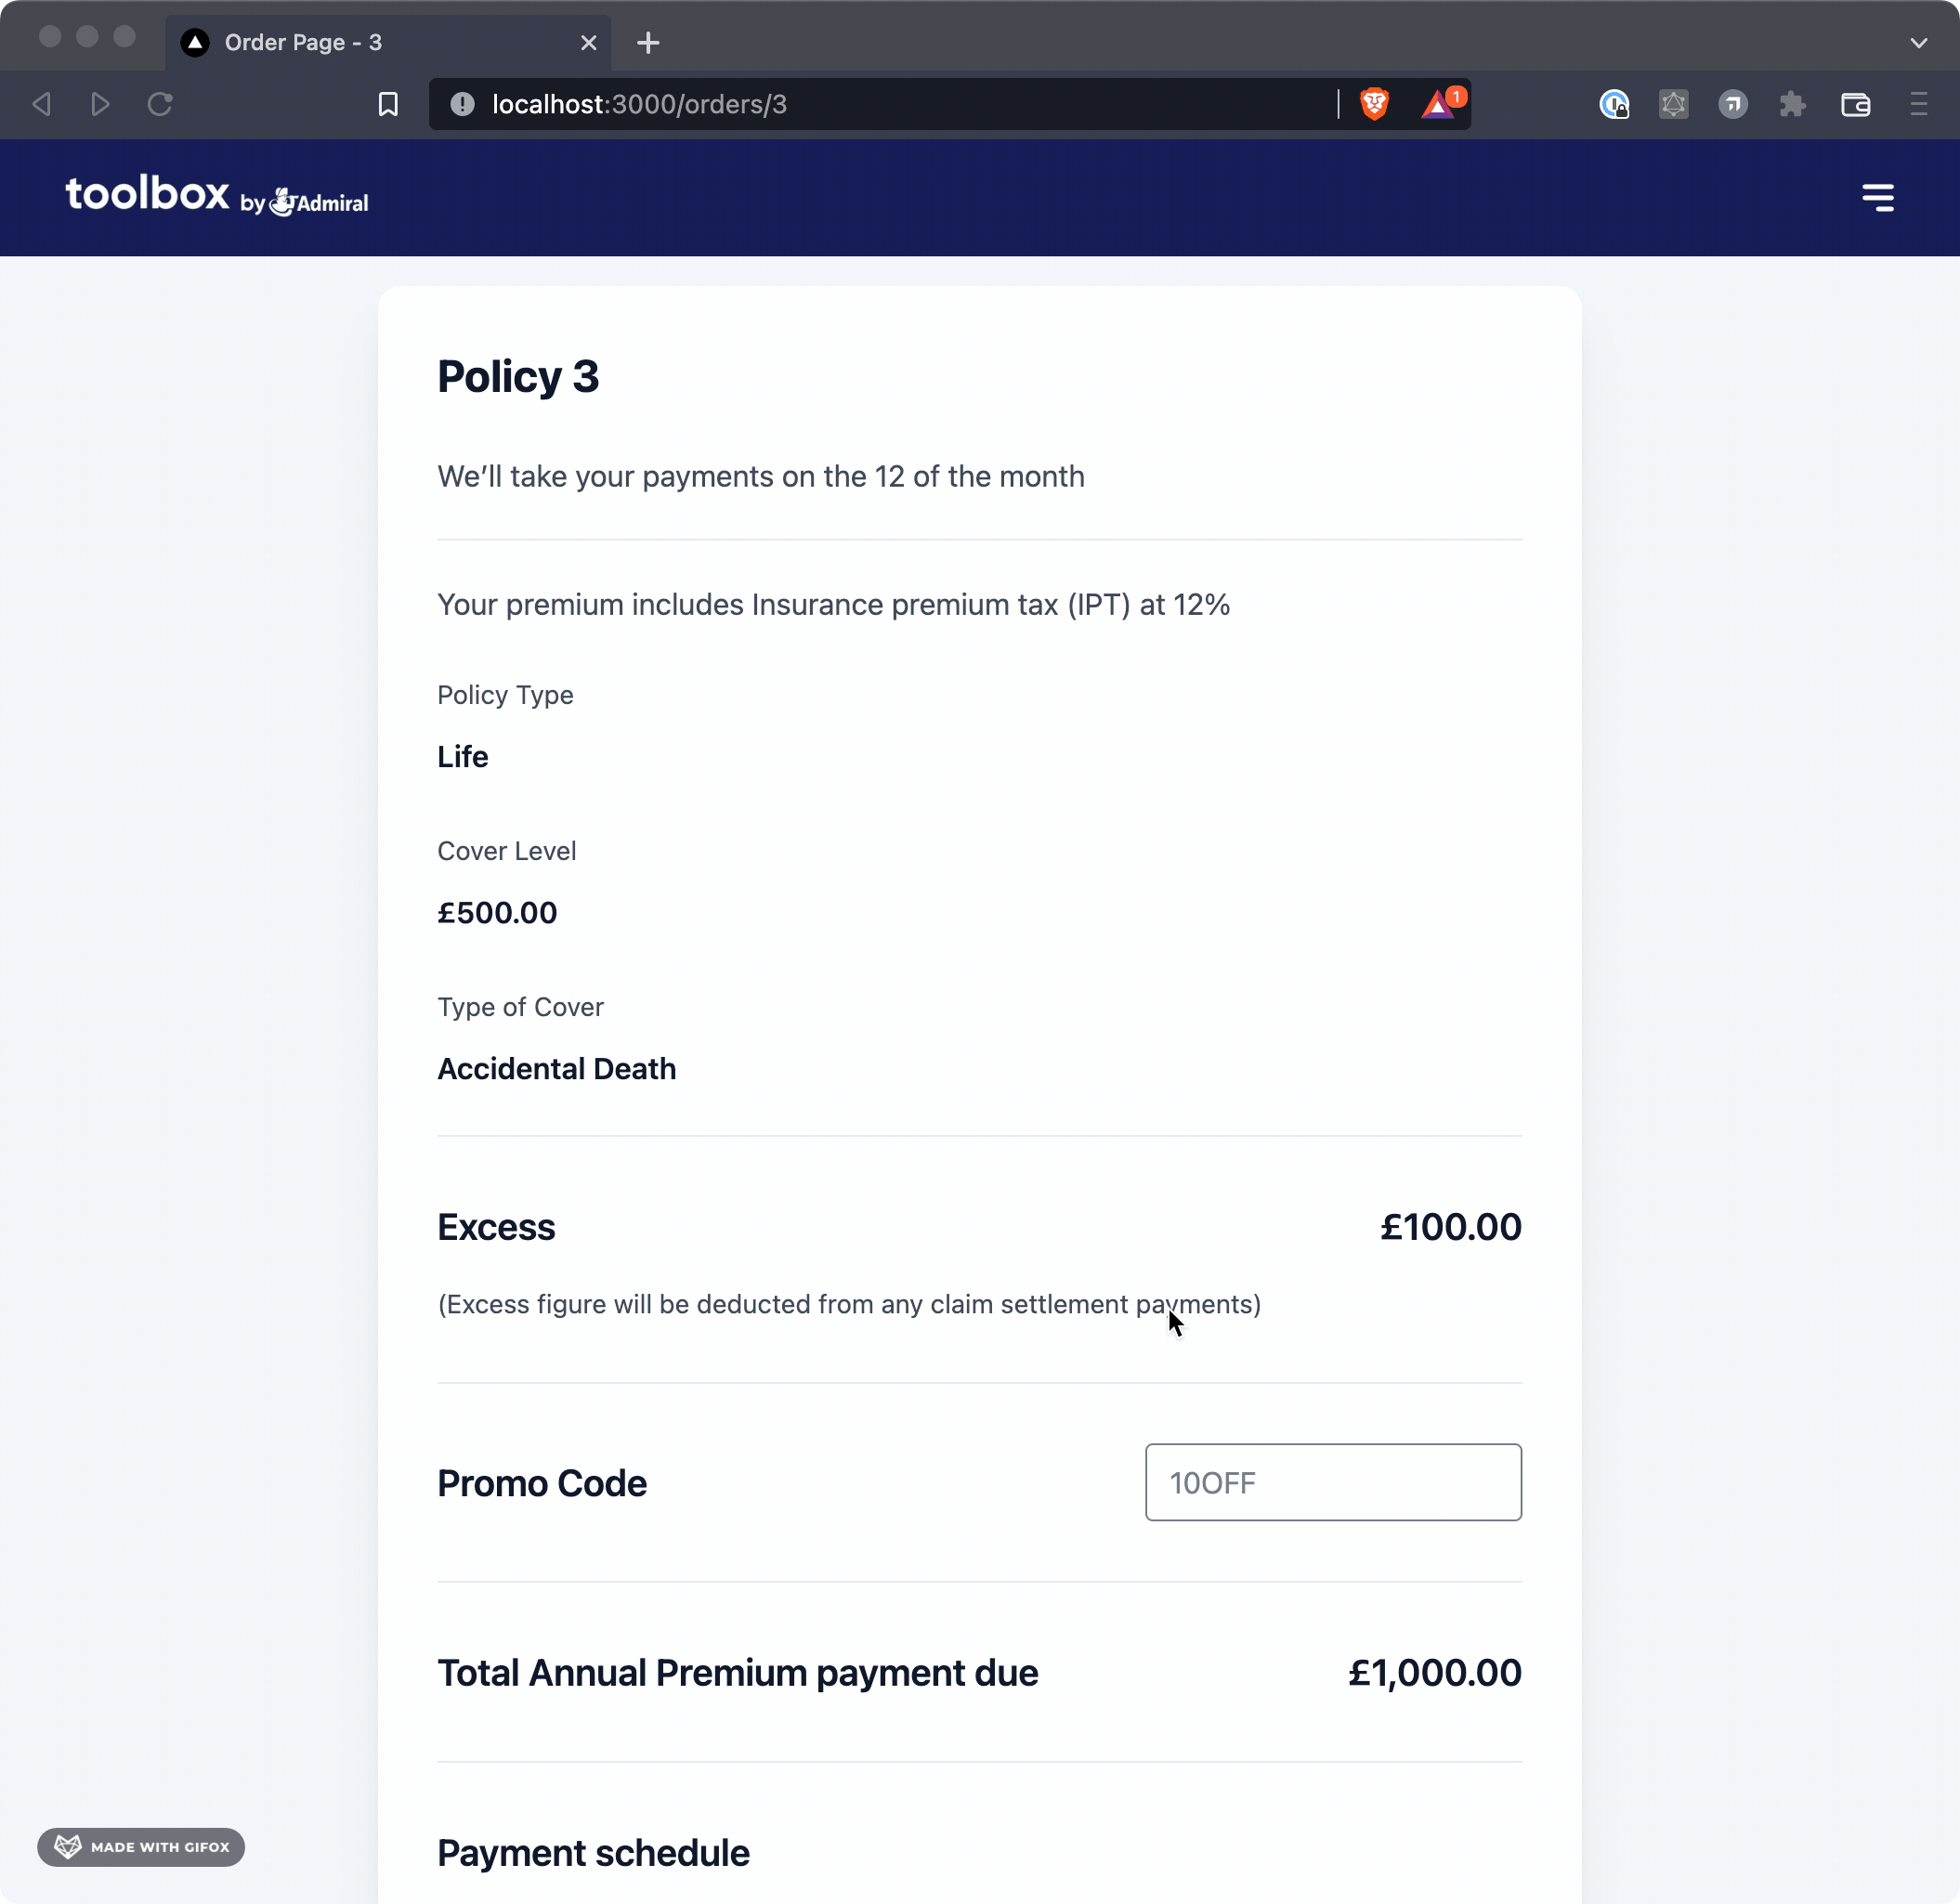 Order Page - 3
localhost:3000/orders/3
1
toolbox by Admiral
Policy 3
We’ll take your payments on the 12 of the month
Your premium includes Insurance premium tax (IPT) at 12%
Policy Type
Life
Cover Level
£500.00
Type of Cover
Accidental Death
Excess £100.00
(Excess figure will be deducted from any claim settlement payments)
Promo Code 10OFF
Total Annual Premium payment due £1,000.00
Payment schedule
MADE WITH GIFOX